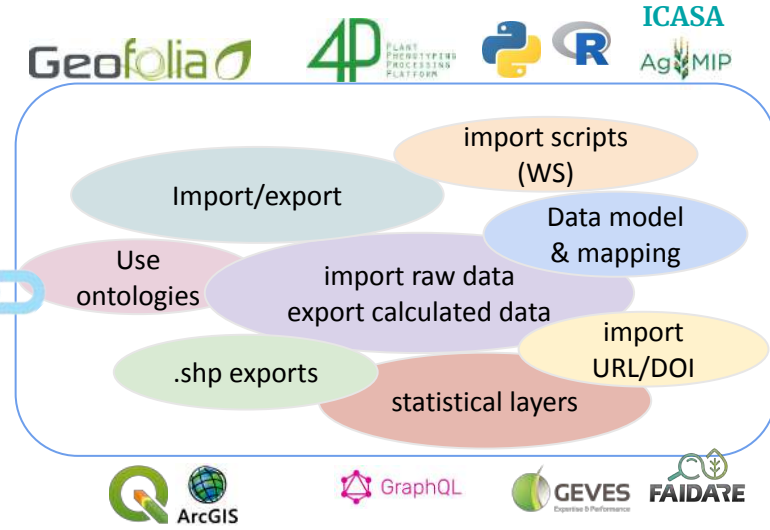 ICASA
Geofolia
4P
PLANT
PHENOTYPING
PROCESSING
PLATFORM
R
AgMIP
import scripts
(WS)
Import/export
Data model
& mapping
Use
ontologies
import raw data
export calculated data
import
URL/DOI
.shp exports
statistical layers
ArcGIS
GraphQL
GEVES
Expertise & Performance
FAIDARE